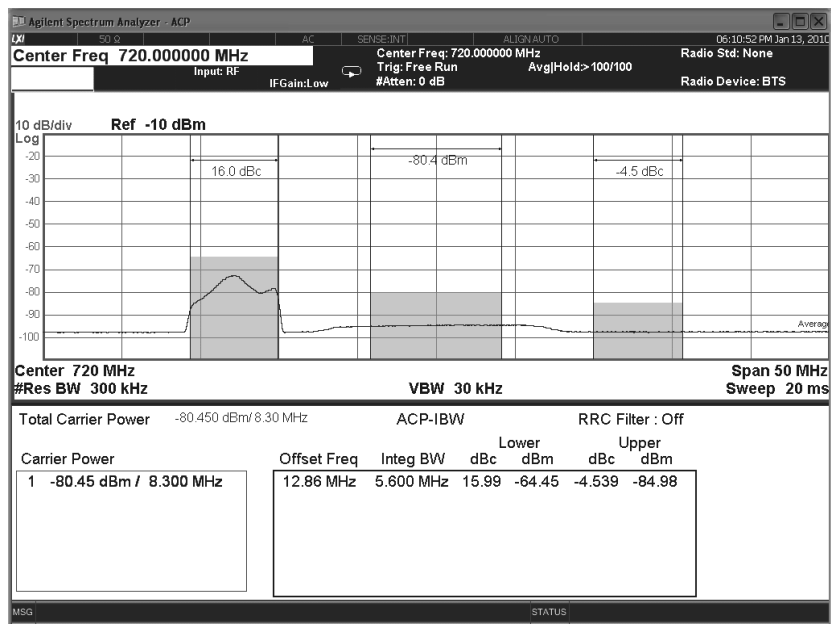 Agilent Spectrum Analyzer - ACP
LXI 50 Ω AC SENSE:INT ALIGN AUTO 06:10:52 PM Jan 13, 2010
Center Freq 720.000000 MHz
Input: RF
IFGain:Low
Center Freq: 720.000000 MHz
Trig: Free Run Avg|Hold:>100/100
#Atten: 0 dB
Radio Std: None
Radio Device: BTS
10 dB/div Ref -10 dBm
Log
-20
-30
-40
-50
-60
-70
-80
-90
-100
16.0 dBc
-80.4 dBm
-4.5 dBc
Average
Center 720 MHz Span 50 MHz
#Res BW 300 kHz VBW 30 kHz Sweep 20 ms
Total Carrier Power -80.450 dBm/ 8.30 MHz ACP-IBW RRC Filter : Off
Lower Upper
Carrier Power Offset Freq Integ BW dBc dBm dBc dBm
1 -80.45 dBm / 8.300 MHz 12.86 MHz 5.600 MHz 15.99 -64.45 -4.539 -84.98
MSG STATUS